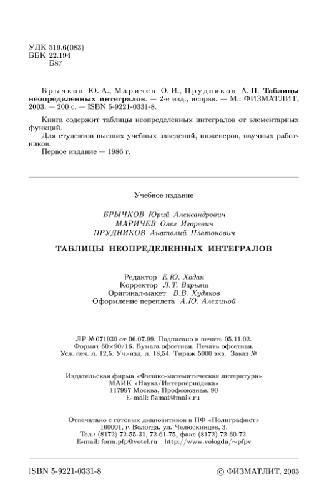 УДК 519.6(083)
ББК 22.194
Б87
Брычков Ю. А., Маричев О. И., Прудников А. П. Таблицы
неопределенных интегралов. — 2-е изд., исправ. — М.: ФИЗМАТЛИТ,
2003. — 200 с. — ISBN 5-9221-0331-8.
Книга содержит таблицы неопределенных интегралов от элементарных
функций.
Для студентов высших учебных заведений, инженеров, научных работ-
ников.
Первое издание — 1986 г.
Учебное издание
БРЫЧКОВ Юрий Александрович
МАРИЧЕВ Олег Игоревич
ПРУДНИКОВ Анатолий Платонович
ТАБЛИЦЫ НЕОПРЕДЕЛЕННЫХ ИНТЕГРАЛОВ
Редактор Е.Ю. Ходан
Корректор Л.Т. Варьяш
Оригинал-макет В.В. Худяков
Оформление переплета А.Ю. Алехиной
ЛР № 071930 от 06.07.99. Подписано в печать 05.11.03.
Формат 60×90/16. Бумага офсетная. Печать офсетная.
Усл. печ. л. 12,5. Уч.-изд. л. 18,54. Тираж 5000 экз. Заказ №
Издательская фирма «Физико-математическая литература»
МАИК «Наука/Интерпериодика»
117997 Москва, Профсоюзная, 90
E-mail: fizmat@maik.ru
Отпечатано с готовых диапозитивов в ПФ «Полиграфист»
160001, г. Вологда, ул. Челюскинцев, 3.
Тел.: (8172) 72-55-31, 72-61-75, факс (8172) 72-60-72.
E-mail: form.pfp@votel.ru http://www.vologda/~pfpv
ISBN 5-9221-0331-8
© ФИЗМАТЛИТ, 2003